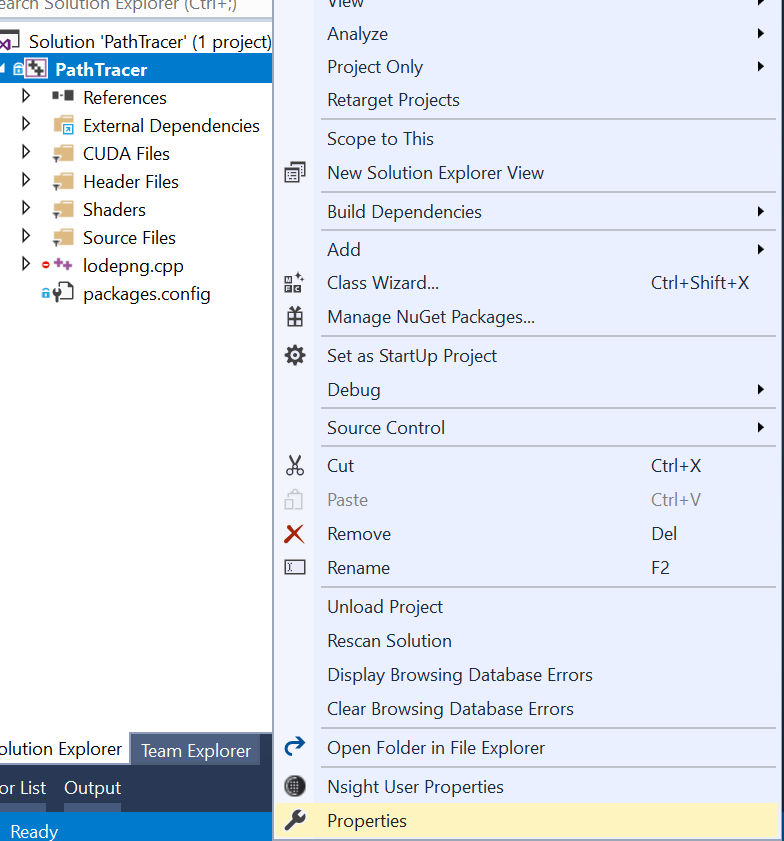 earch Solution Explorer (Ctrl+;)
Solution 'PathTracer' (1 project)
PathTracer
References
External Dependencies
CUDA Files
Header Files
Shaders
Source Files
lodepng.cpp
packages.config
olution Explorer
Team Explorer
or List
Output
Ready
View
Analyze
Project Only
Retarget Projects
Scope to This
New Solution Explorer View
Build Dependencies
Add
Class Wizard... Ctrl+Shift+X
Manage NuGet Packages...
Set as StartUp Project
Debug
Source Control
Cut Ctrl+X
Paste Ctrl+V
Remove Del
Rename F2
Unload Project
Rescan Solution
Display Browsing Database Errors
Clear Browsing Database Errors
Open Folder in File Explorer
Nsight User Properties
Properties